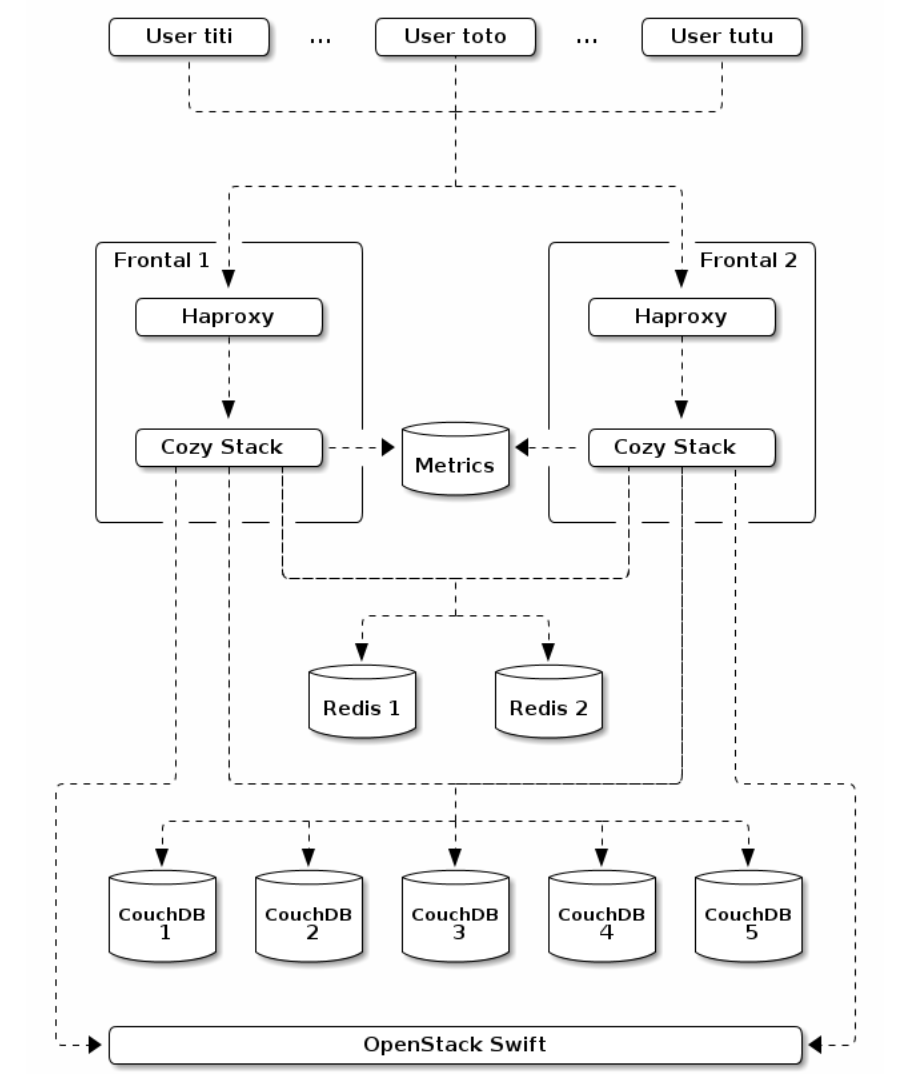 User titi ... User toto ... User tutu
Frontal 1
Frontal 2
Haproxy
Haproxy
Cozy Stack
Metrics
Cozy Stack
Redis 1
Redis 2
CouchDB
1
CouchDB
2
CouchDB
3
CouchDB
4
CouchDB
5
OpenStack Swift